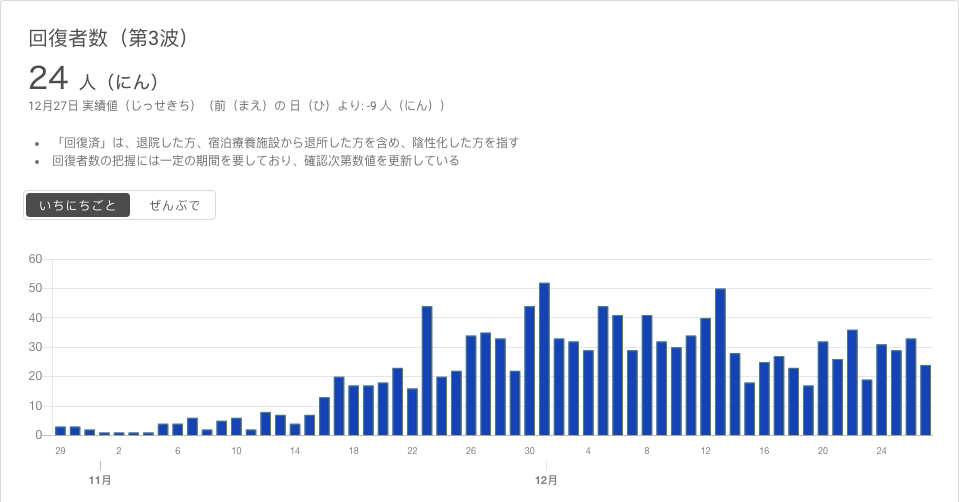 回復者数（第3波）
24 人（にん）
12月27日 実績値（じっせきち）（前（まえ）の 日（ひ）より: -9 人（にん））
• 「回復済」は、退院した方、宿泊療養施設から退所した方を含め、陰性化した方を指す
• 回復者数の把握には一定の期間を要しており、確認次第数値を更新している
いちにちごと ぜんぶで
60
50
40
30
20
10
0
29 2 6 10 14 18 22 26 30 4 8 12 16 20 24
11月 12月